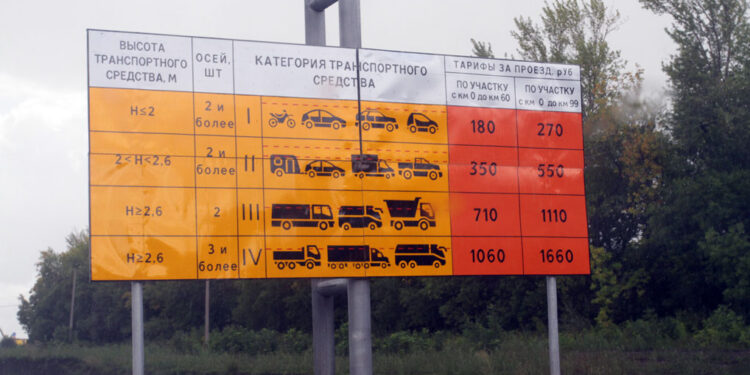 ВЫСОТА ТРАНСПОРТНОГО СРЕДСТВА, М
ОСЕЙ, ШТ
КАТЕГОРИЯ ТРАНСПОРТНОГО СРЕДСТВА
ТАРИФЫ ЗА ПРОЕЗД, руб
ПО УЧАСТКУ С КМ 0 ДО КМ 60
ПО УЧАСТКУ С КМ 0 ДО КМ 99
H≤2 2 и более I 180 270
2<H<2,6 2 и более II 350 550
H≥2,6 2 III 710 1110
H≥2,6 3 и более IV 1060 1660